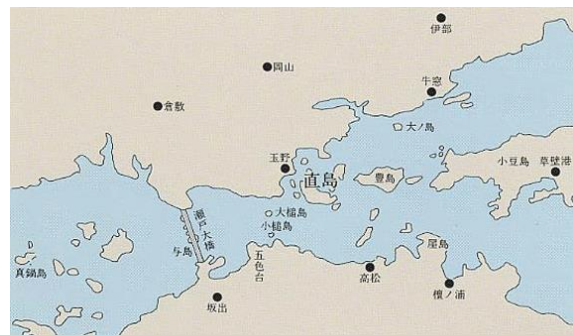 伊部
岡山
牛窓
倉敷
大ノ島
玉野
直島
豊島
小豆島
草壁港
瀬戸大橋
大槌島
小槌島
与島
屋島
真鍋島
五色台
高松
坂出
檀ノ浦